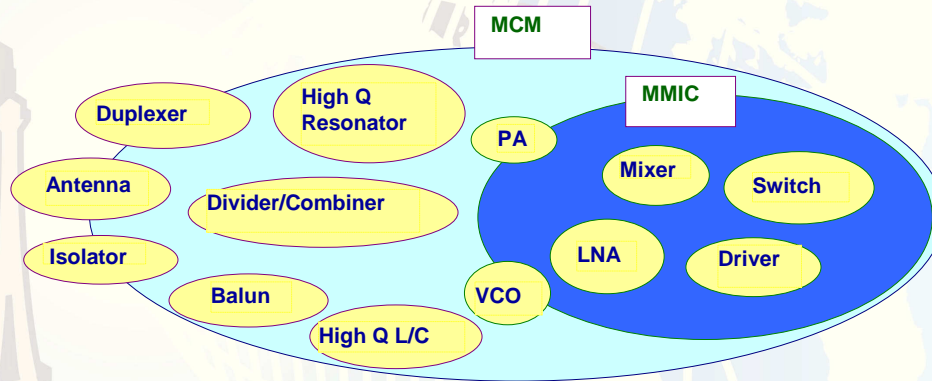 MCM
MMIC
Duplexer
High Q
Resonator
PA
Mixer
Switch
Antenna
Divider/Combiner
LNA
Driver
Isolator
Balun
VCO
High Q L/C